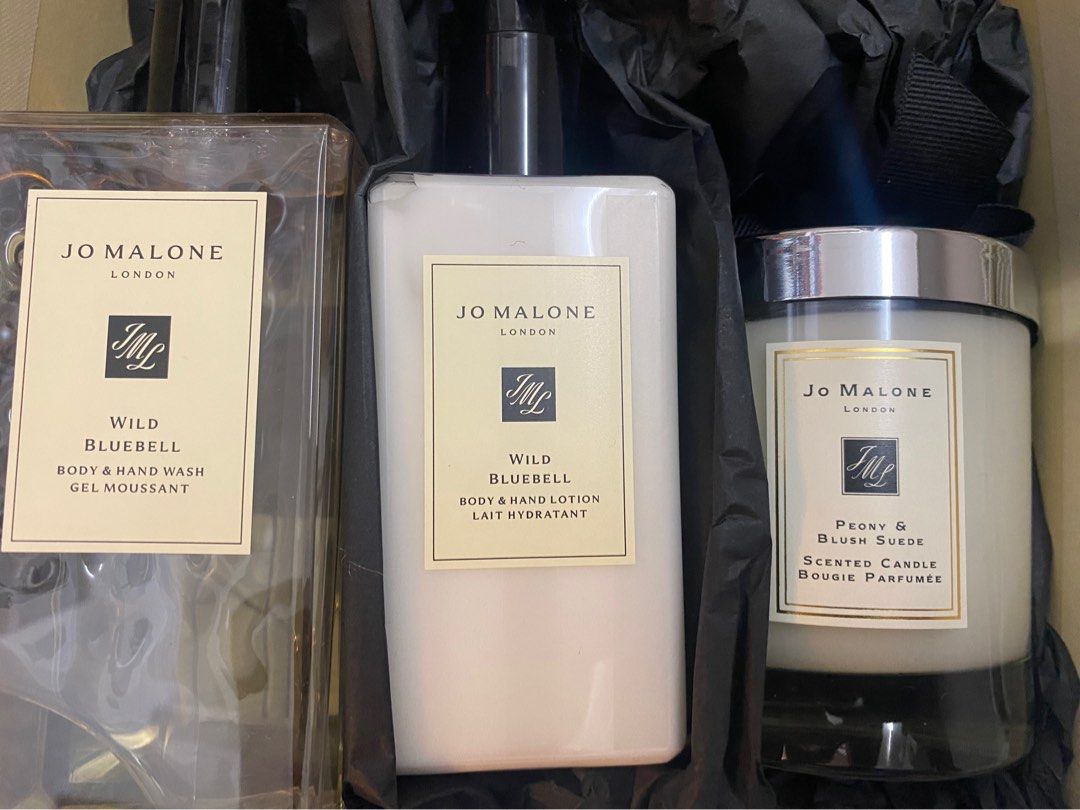 JO MALONE
LONDON
JML
WILD
BLUEBELL
BODY & HAND WASH
GEL MOUSSANT
JO MALONE
LONDON
JML
WILD
BLUEBELL
BODY & HAND LOTION
LAIT HYDRATANT
JO MALONE
LONDON
JML
PEONY &
BLUSH SUEDE
SCENTED CANDLE
BOUGIE PARFUMÉE